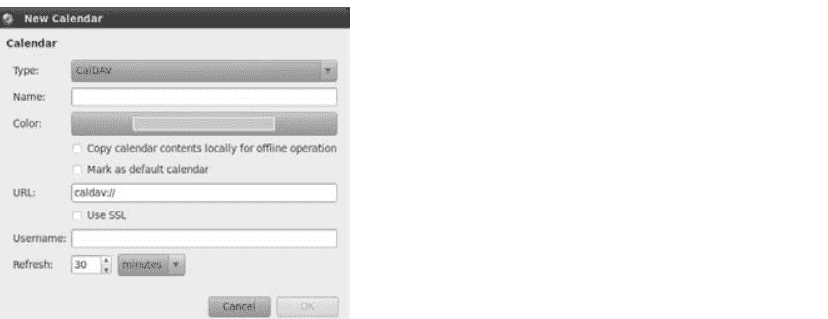 New Calendar
Calendar
Type: CalDAV
Name:
Color:
Copy calendar contents locally for offline operation
Mark as default calendar
URL: caldav://
Use SSL
Username:
Refresh: 30 minutes
Cancel OK